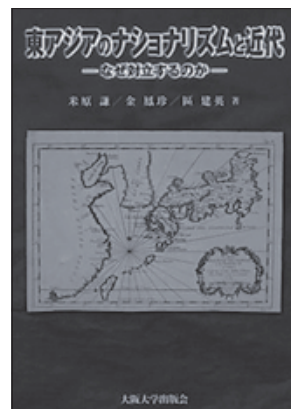 東アジアのナショナリズムと近代
―なぜ対立するのか―
米原 謙／金 鳳珍／區 建英 著
大阪大学出版会